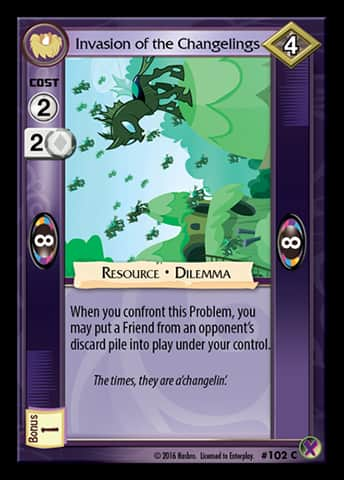 Invasion of the Changelings
4
COST
2
2
8
8
RESOURCE • DILEMMA
When you confront this Problem, you
may put a Friend from an opponent's
discard pile into play under your control.
The times, they are a'changelin'.
Bonus
1
© 2016 Hasbro. Licensed to Enterplay. #102 C